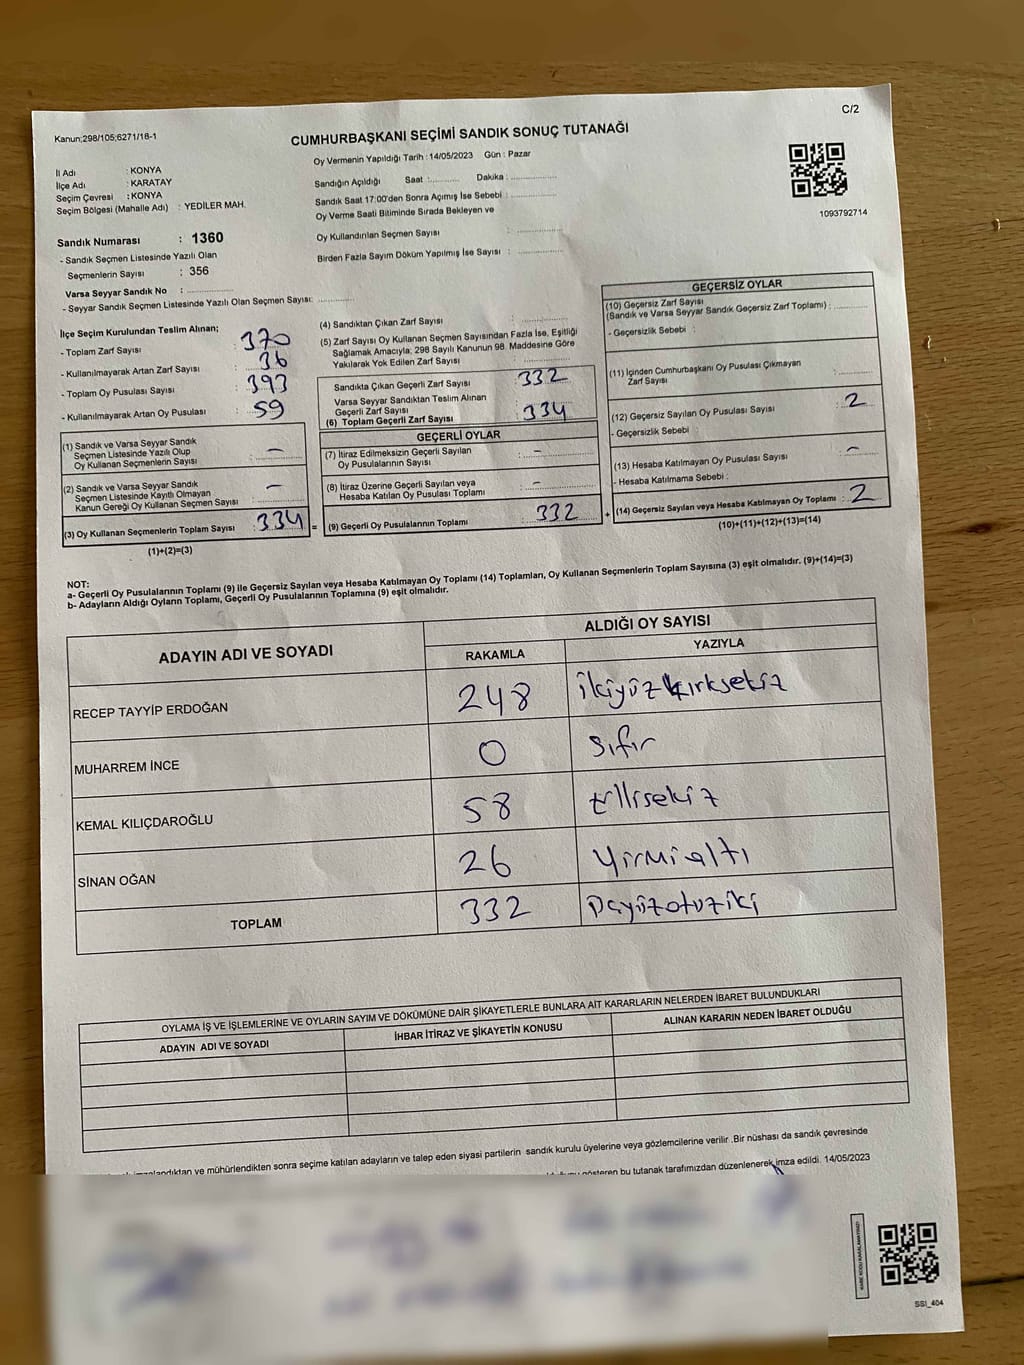 C/2
Kanun;298/105;6271/18-1
CUMHURBAŞKANI SEÇİMİ SANDIK SONUÇ TUTANAĞI
Oy Vermenin Yapıldığı Tarih :14/05/2023 Gün : Pazar
İl Adı : KONYA
İlçe Adı : KARATAY
Seçim Çevresi : KONYA
Seçim Bölgesi (Mahalle Adı) : YEDİLER MAH.
Sandığın Açıldığı Saat :........... Dakika :................
Sandık Saat 17:00'den Sonra Açımış İse Sebebi :................
Oy Verme Saati Bitiminde Sırada Bekleyen ve
Oy Kullandırılan Seçmen Sayısı :................
Birden Fazla Sayım Döküm Yapılmış İse Sayısı :................
1093792714
Sandık Numarası : 1360
- Sandık Seçmen Listesinde Yazılı Olan
Seçmenlerin Sayısı : 356
Varsa Seyyar Sandık No :................
- Seyyar Sandık Seçmen Listesinde Yazılı Olan Seçmen Sayısı:............
İlçe Seçim Kurulundan Teslim Alınan;
- Toplam Zarf Sayısı : 370
- Kullanılmayarak Artan Zarf Sayısı : 36
- Toplam Oy Pusulası Sayısı : 393
- Kullanılmayarak Artan Oy Pusulası : 59
(1) Sandık ve Varsa Seyyar Sandık
Seçmen Listesinde Yazılı Olup
Oy Kullanan Seçmenlerin Sayısı : –
(2) Sandık ve Varsa Seyyar Sandık
Seçmen Listesinde Kayıtlı Olmayan
Kanun Gereği Oy Kullanan Seçmen Sayısı : –
(3) Oy Kullanan Seçmenlerin Toplam Sayısı : 334 =
(1)+(2)=(3)
(4) Sandıktan Çıkan Zarf Sayısı :................
(5) Zarf Sayısı Oy Kullanan Seçmen Sayısından Fazla İse, Eşitliği
Sağlamak Amacıyla; 298 Sayılı Kanunun 98. Maddesine Göre
Yakılarak Yok Edilen Zarf Sayısı :................
Sandıkta Çıkan Geçerli Zarf Sayısı : 332
Varsa Seyyar Sandıktan Teslim Alınan
Geçerli Zarf Sayısı :
(6) Toplam Geçerli Zarf Sayısı : 334
GEÇERLİ OYLAR
(7) İtiraz Edilmeksizin Geçerli Sayılan
Oy Pusulalarının Sayısı : –
(8) İtiraz Üzerine Geçerli Sayılan veya
Hesaba Katılan Oy Pusulası Toplamı : –
(9) Geçerli Oy Pusulalarının Toplamı : 332 +
GEÇERSİZ OYLAR
(10) Geçersiz Zarf Sayısı
(Sandık ve Varsa Seyyar Sandık Geçersiz Zarf Toplamı) :............
- Geçersizlik Sebebi :
(11) İçinden Cumhurbaşkanı Oy Pusulası Çıkmayan
Zarf Sayısı :............
(12) Geçersiz Sayılan Oy Pusulası Sayısı : 2
- Geçersizlik Sebebi :
(13) Hesaba Katılmayan Oy Pusulası Sayısı : –
- Hesaba Katılmama Sebebi :
(14) Geçersiz Sayılan veya Hesaba Katılmayan Oy Toplamı : 2
(10)+(11)+(12)+(13)=(14)
NOT:
a- Geçerli Oy Pusulalarının Toplamı (9) ile Geçersiz Sayılan veya Hesaba Katılmayan Oy Toplamı (14) Toplamları, Oy Kullanan Seçmenlerin Toplam Sayısına (3) eşit olmalıdır. (9)+(14)=(3)
b- Adayların Aldığı Oyların Toplamı, Geçerli Oy Pusulalarının Toplamına (9) eşit olmalıdır.
ADAYIN ADI VE SOYADI ALDIĞI OY SAYISI
RAKAMLA YAZIYLA
RECEP TAYYİP ERDOĞAN 248 ikiyüzkırksekiz
MUHARREM İNCE 0 sıfır
KEMAL KILIÇDAROĞLU 58 Ellisekiz
SİNAN OĞAN 26 Yirmialtı
TOPLAM 332 üçyüzotuziki
OYLAMA İŞ VE İŞLEMLERİNE VE OYLARIN SAYIM VE DÖKÜMÜNE DAİR ŞİKAYETLERLE BUNLARA AİT KARARLARIN NELERDEN İBARET BULUNDUKLARI
ADAYIN ADI VE SOYADI İHBAR İTİRAZ VE ŞİKAYETİN KONUSU ALINAN KARARIN NEDEN İBARET OLDUĞU
imzalandıktan ve mühürlendikten sonra seçime katılan adayların ve talep eden siyasi partilerin sandık kurulu üyelerine veya gözlemcilerine verilir .Bir nüshası da sandık çevresinde
gösteren bu tutanak tarafımızdan düzenlenerek imza edildi. 14/05/2023
SSI_404